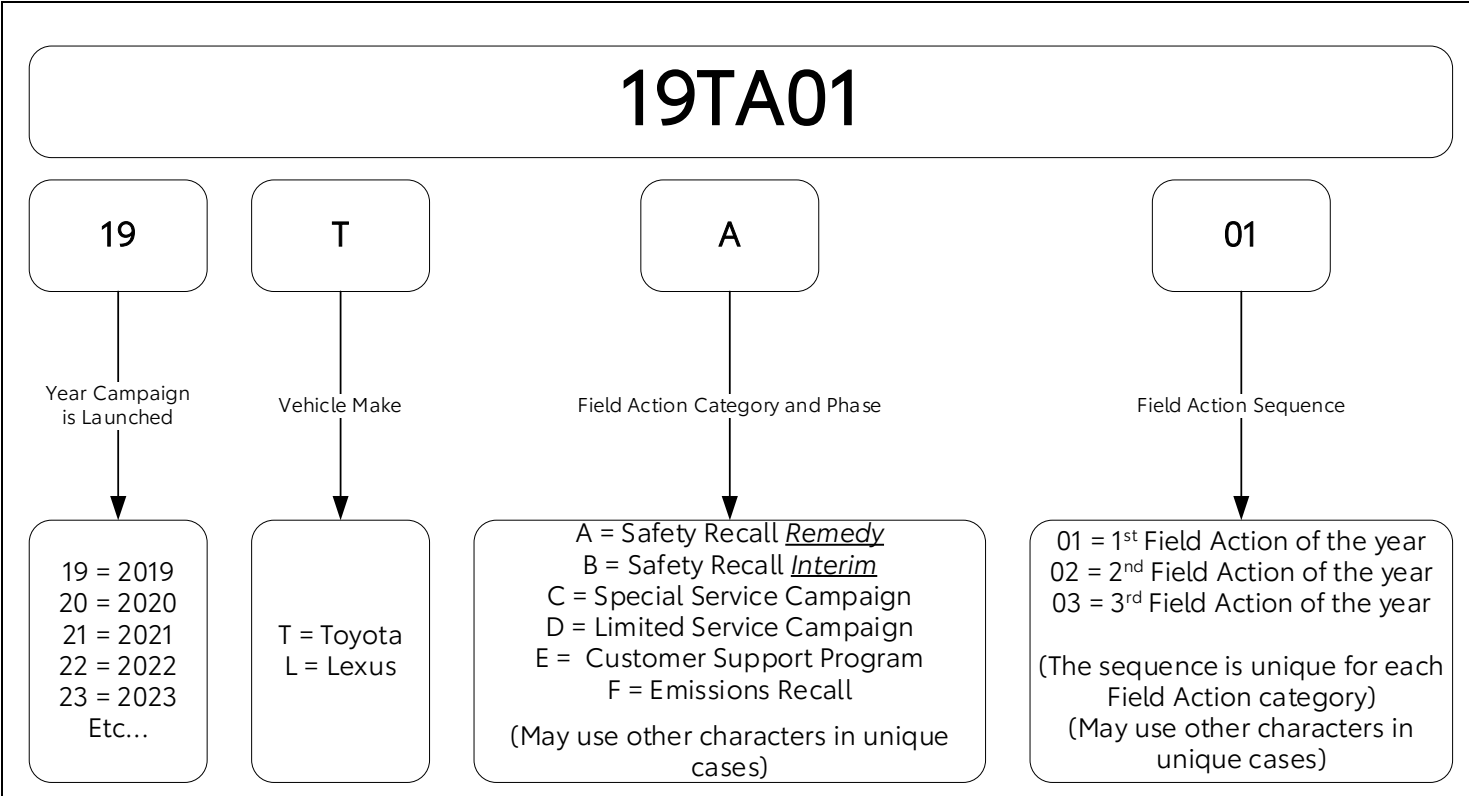 19TA01
19
T
A
01
Year Campaign
is Launched
Vehicle Make
Field Action Category and Phase
Field Action Sequence
19 = 2019
20 = 2020
21 = 2021
22 = 2022
23 = 2023
Etc...
T = Toyota
L = Lexus
A = Safety Recall Remedy
B = Safety Recall Interim
C = Special Service Campaign
D = Limited Service Campaign
E = Customer Support Program
F = Emissions Recall
(May use other characters in unique
cases)
01 = 1st Field Action of the year
02 = 2nd Field Action of the year
03 = 3rd Field Action of the year
(The sequence is unique for each
Field Action category)
(May use other characters in
unique cases)